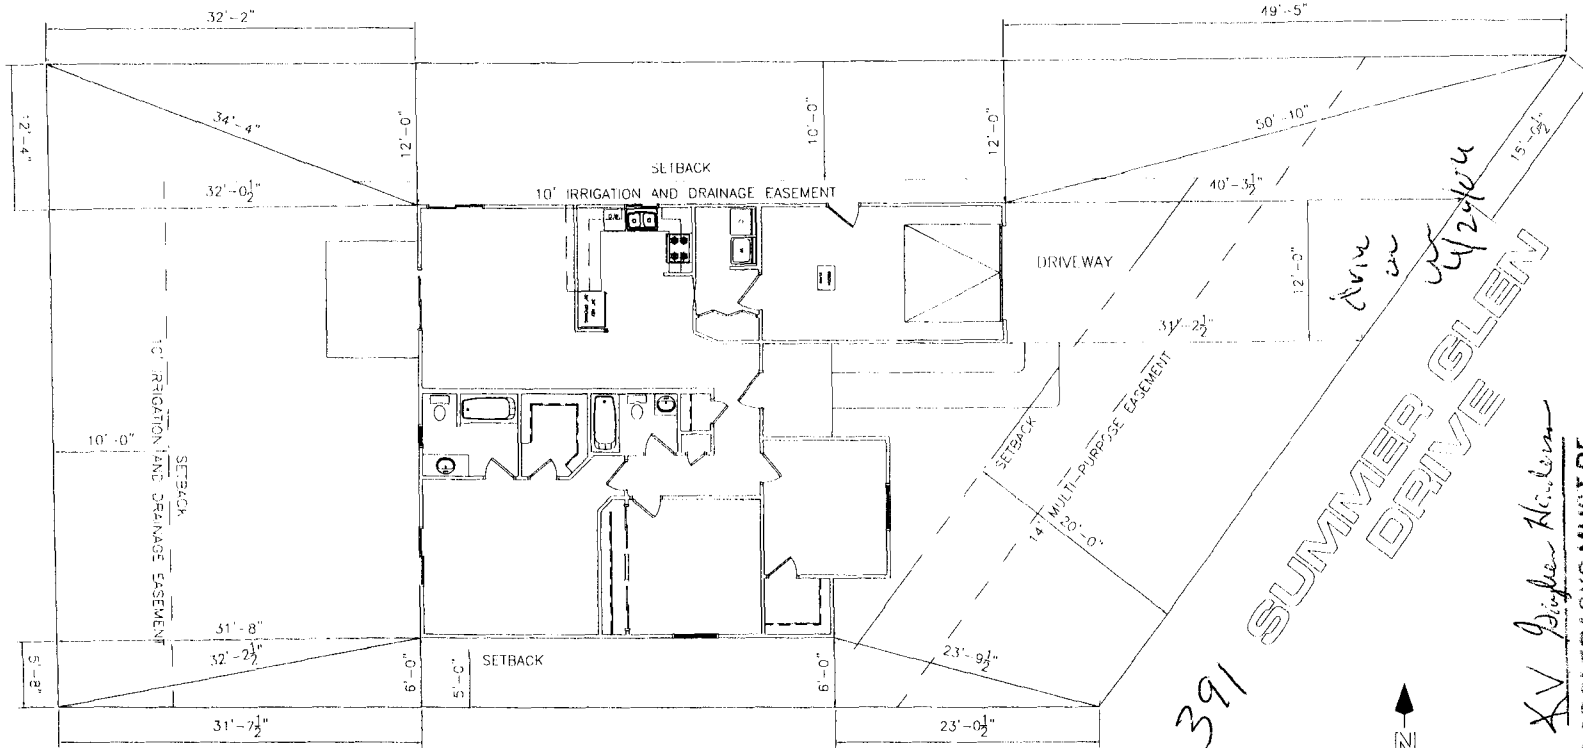 32'-2"
49'-5"
12'-4"
34'-4"
12'-0"
10'-0"
12'-0"
50'-10"
15'-0½"
SETBACK
32'-0½"
10' IRRIGATION AND DRAINAGE EASEMENT
40'-3½"
DRIVEWAY
12'-0"
4/29/04
31'-2½"
SUMMER GLEN
DRIVE
10' IRRIGATION AND DRAINAGE EASEMENT
SETBACK
10'-0"
SETBACK
14' MULTI-PURPOSE EASEMENT
20'-0"
31'-8"
32'-2½"
5'-8"
6'-0"
5'-0"
SETBACK
6'-0"
23'-9½"
31'-7½"
23'-0½"
391
N